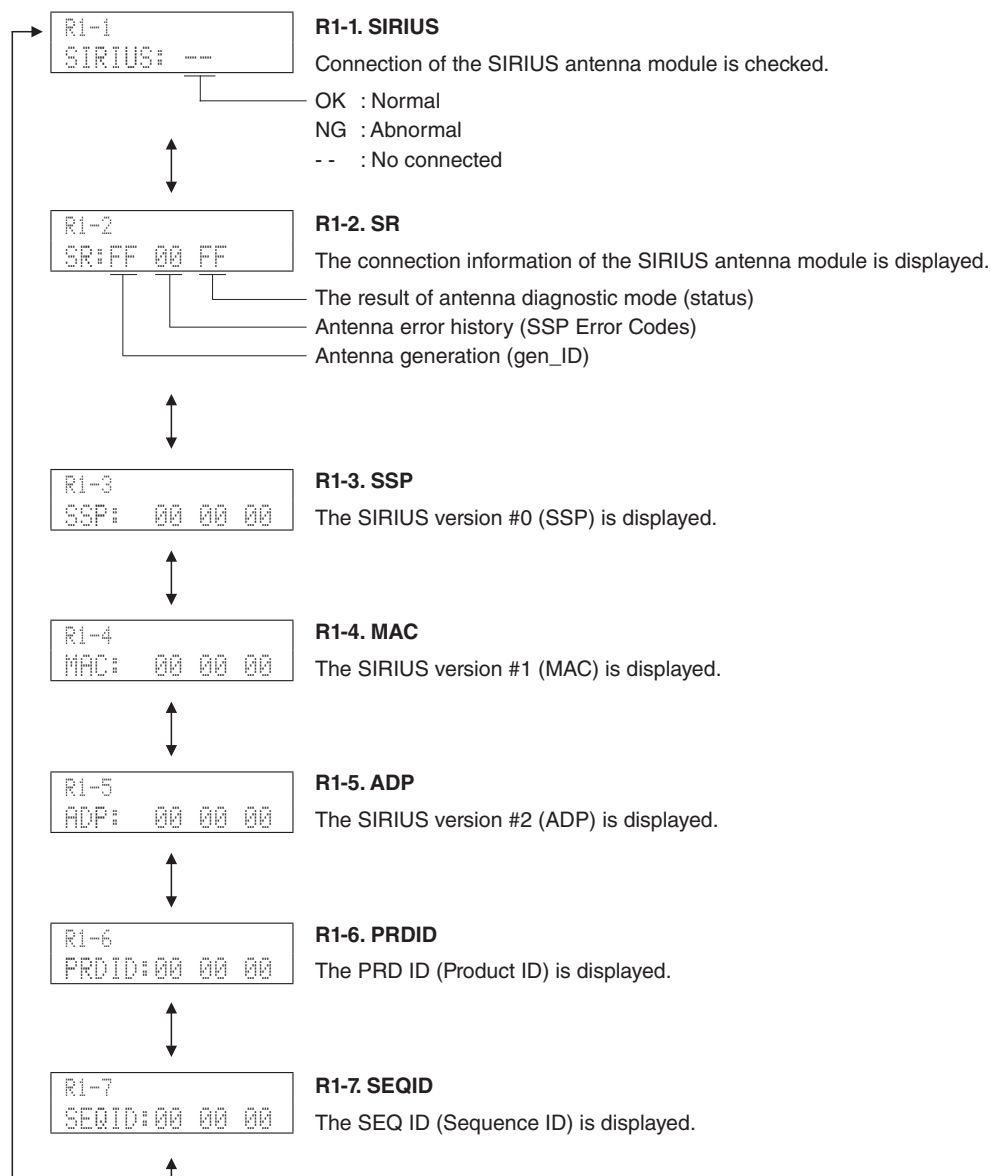 R1-1
SIRIUS: --
R1-1. SIRIUS
Connection of the SIRIUS antenna module is checked.
OK : Normal
NG : Abnormal
- - : No connected
R1-2
SR:FF 00 FF
R1-2. SR
The connection information of the SIRIUS antenna module is displayed.
The result of antenna diagnostic mode (status)
Antenna error history (SSP Error Codes)
Antenna generation (gen_ID)
R1-3
SSP: 00 00 00
R1-3. SSP
The SIRIUS version #0 (SSP) is displayed.
R1-4
MAC: 00 00 00
R1-4. MAC
The SIRIUS version #1 (MAC) is displayed.
R1-5
ADP: 00 00 00
R1-5. ADP
The SIRIUS version #2 (ADP) is displayed.
R1-6
PRDID:00 00 00
R1-6. PRDID
The PRD ID (Product ID) is displayed.
R1-7
SEQID:00 00 00
R1-7. SEQID
The SEQ ID (Sequence ID) is displayed.